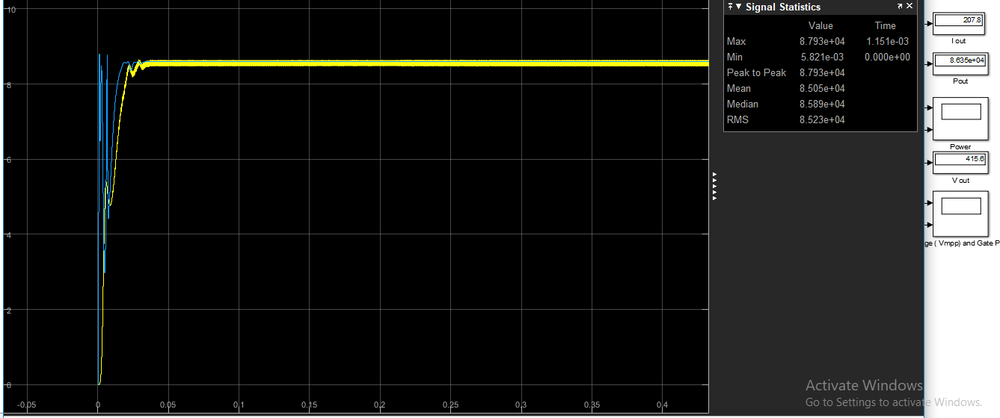 10
8
6
4
2
0
-0.05 0 0.05 0.1 0.15 0.2 0.25 0.3 0.35 0.4
Signal Statistics
Value Time
Max 8.793e+04 1.151e-03
Min 5.821e-03 0.000e+00
Peak to Peak 8.793e+04
Mean 8.505e+04
Median 8.589e+04
RMS 8.523e+04
207.8
I out
8.635e+04
Pout
Power
415.6
V out
ge ( Vmpp) and Gate P
Activate Windows
Go to Settings to activate Windows.